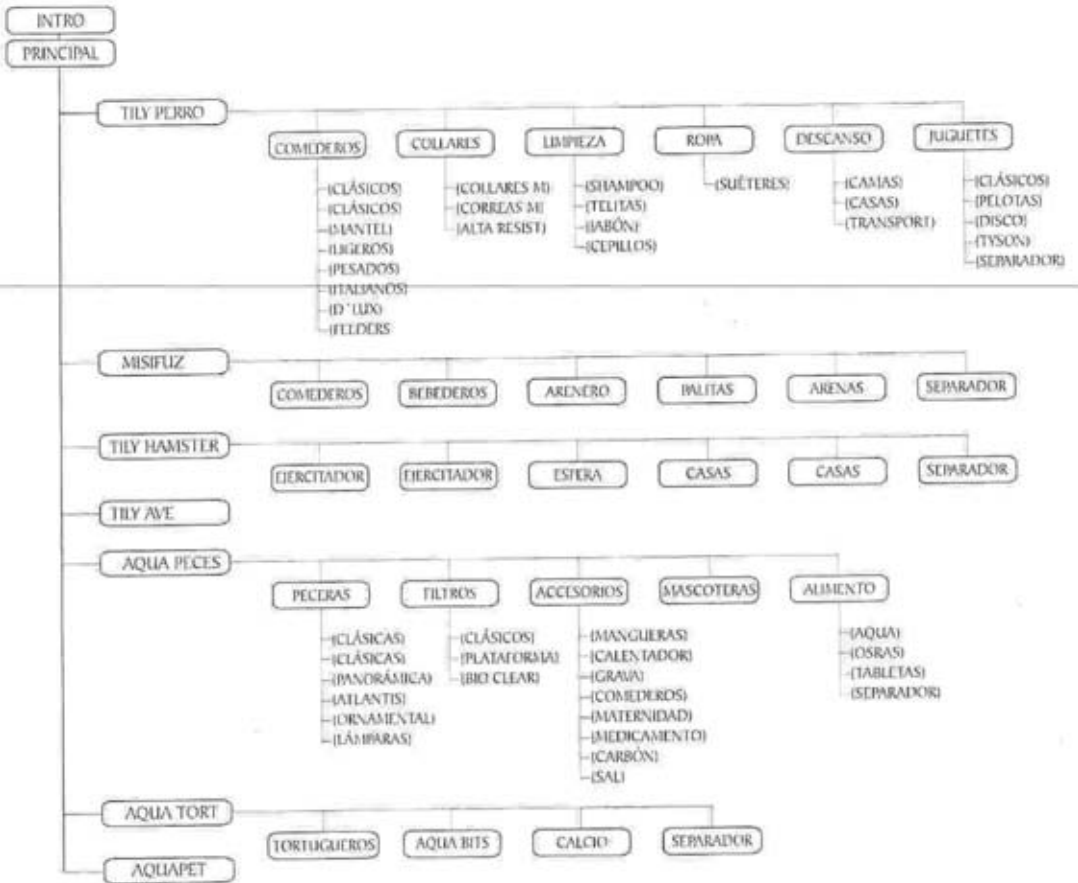 INTRO
PRINCIPAL
TILY PERRO
COMEDEROS
(CLÁSICOS)
(CLÁSICOS)
(MANTEL)
(LIGEROS)
(PESADOS)
(ITALIANOS)
(D´LUX)
(FELDERS
COLLARES
(COLLARES M)
(CORREAS M)
(ALTA RESIST)
LIMPIEZA
(SHAMPOO)
(TELITAS)
(JABÓN)
(CEPILLOS)
ROPA
(SUÉTERES)
DESCANSO
(CAMAS)
(CASAS)
(TRANSPORT)
JUGUETES
(CLÁSICOS)
(PELOTAS)
(DISCO)
(TYSON)
(SEPARADOR)
MISIFUZ
COMEDEROS
BEBEDEROS
ARENERO
PALITAS
ARENAS
SEPARADOR
TILY HAMSTER
EJERCITADOR
EJERCITADOR
ESFERA
CASAS
CASAS
SEPARADOR
TILY AVE
AQUA PECES
PECERAS
(CLÁSICAS)
(CLÁSICAS)
(PANORÁMICA)
(ATLANTIS)
(ORNAMENTAL)
(LÁMPARAS)
FILTROS
(CLÁSICOS)
(PLATAFORMA)
(BIO CLEAR)
ACCESORIOS
(MANGUERAS)
(CALENTADOR)
(GRAVA)
(COMEDEROS)
(MATERNIDAD)
(MEDICAMENTO)
(CARBÓN)
(SAL)
MASCOTERAS
ALIMENTO
(AQUA)
(OSRAS)
(TABLETAS)
(SEPARADOR)
AQUA TORT
TORTUGUEROS
AQUA BITS
CALCIO
SEPARADOR
AQUAPET